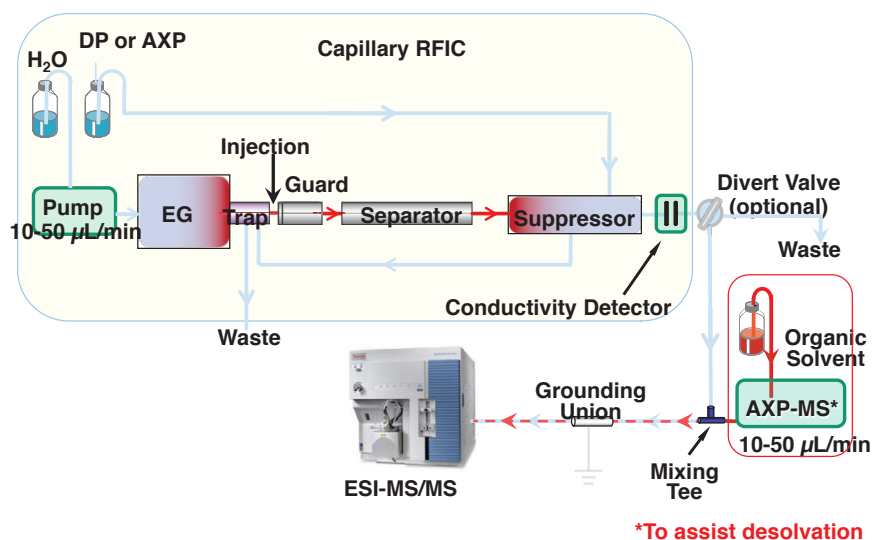 DP or AXP
Capillary RFIC
H₂O
Injection
Guard
Pump
10-50 µL/min
EG
Trap
Separator
Suppressor
Divert Valve
(optional)
Waste
Conductivity Detector
Waste
Organic
Solvent
Grounding
Union
AXP-MS*
10-50 µL/min
Mixing
Tee
ESI-MS/MS
*To assist desolvation